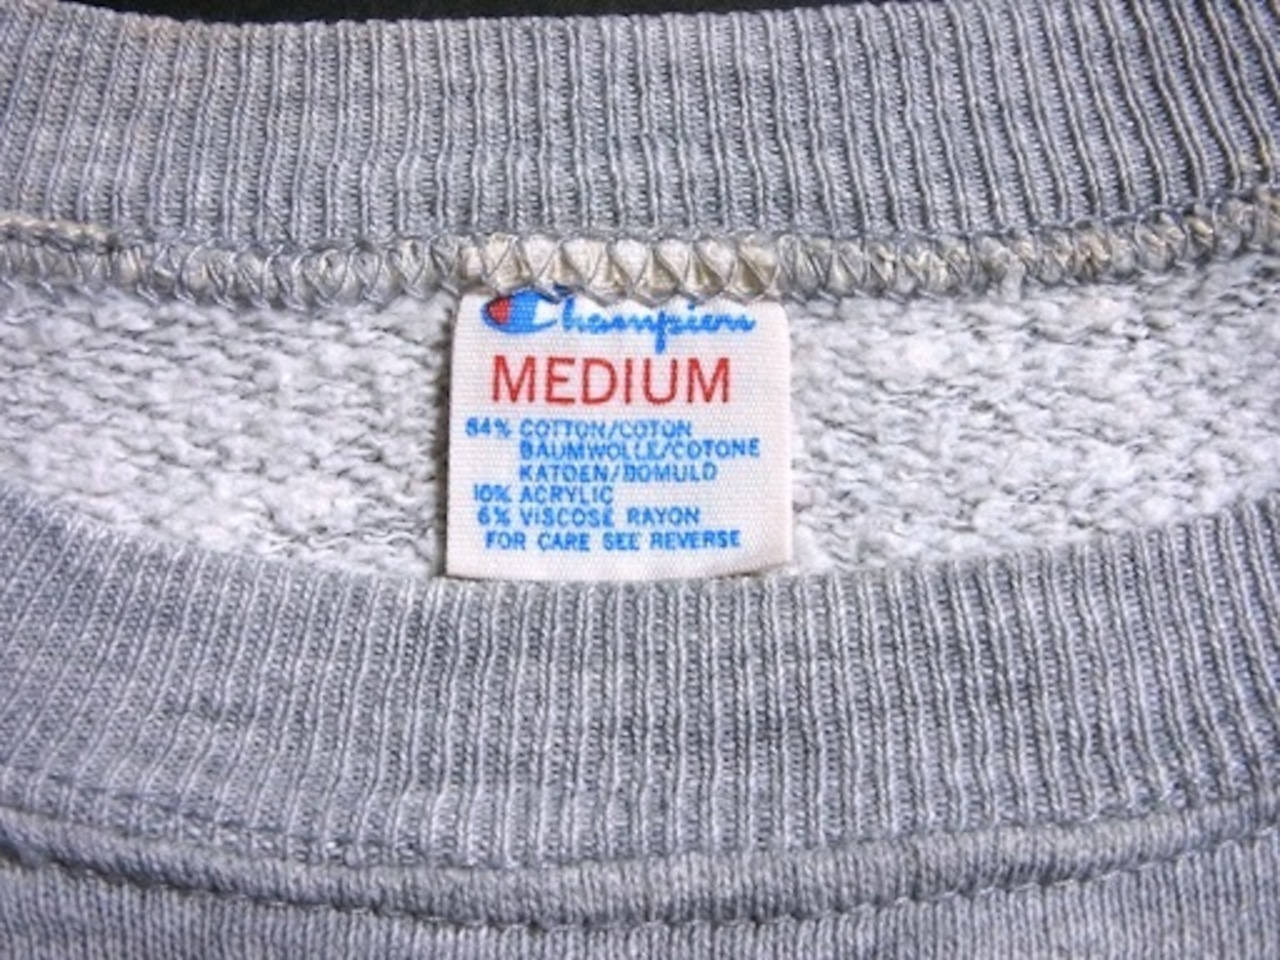 Champion
MEDIUM
84% COTTON/COTON
BAUMWOLLE/COTONE
KATOEN/BOMULD
10% ACRYLIC
6% VISCOSE RAYON
FOR CARE SEE REVERSE